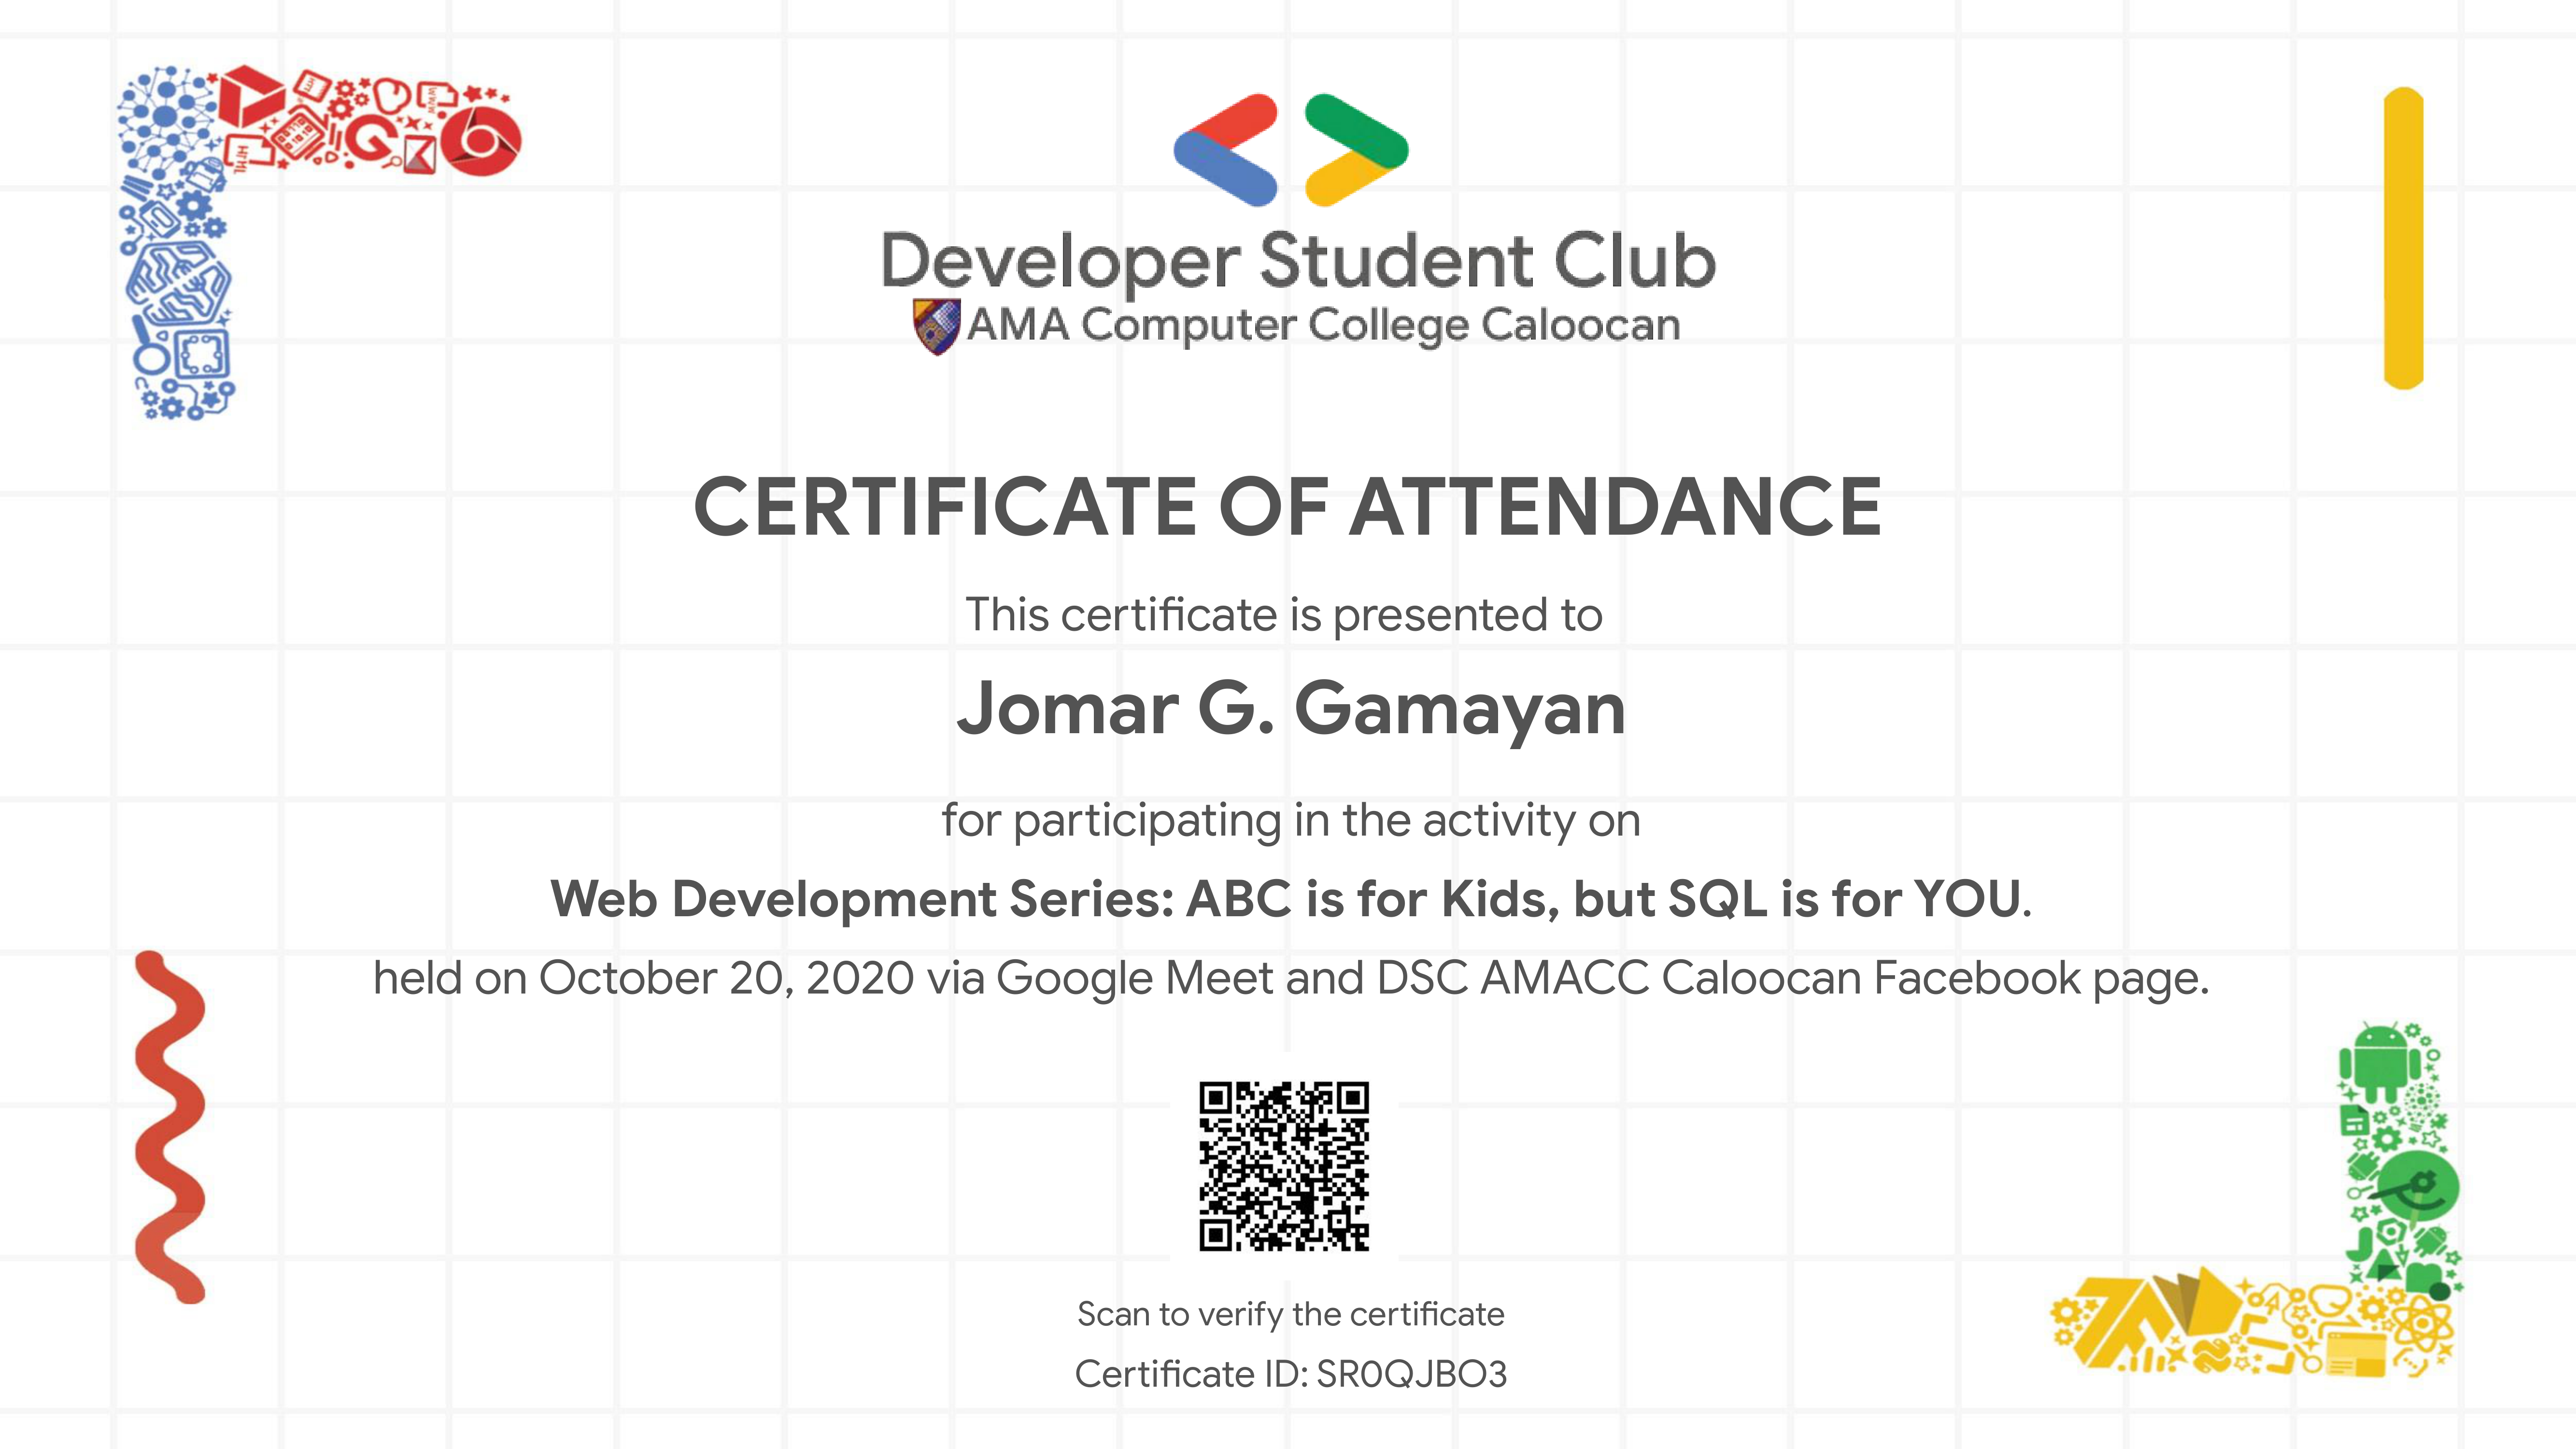 Developer Student Club
AMA Computer College Caloocan
CERTIFICATE OF ATTENDANCE
This certificate is presented to
Jomar G. Gamayan
for participating in the activity on
Web Development Series: ABC is for Kids, but SQL is for YOU.
held on October 20, 2020 via Google Meet and DSC AMACC Caloocan Facebook page.
Scan to verify the certificate
Certificate ID: SR0QJBO3